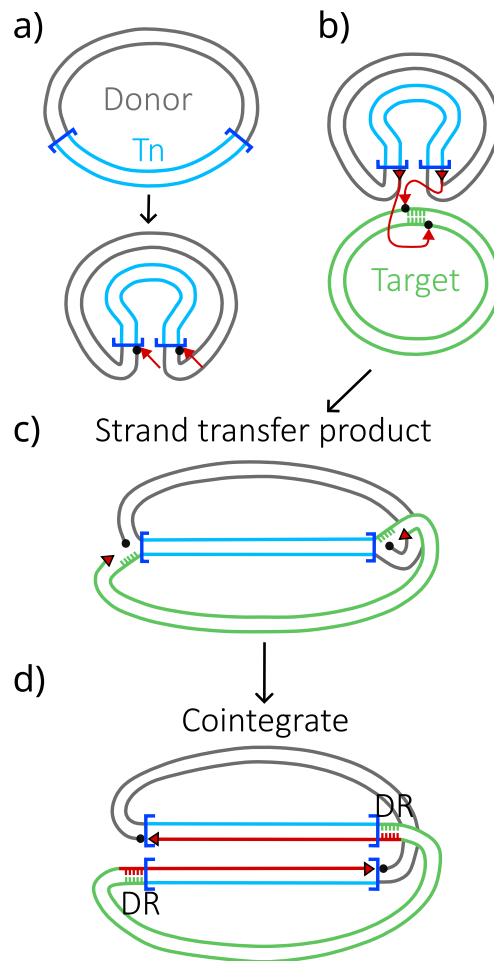 a)
Donor
Tn
b)
Target
c)
Strand transfer product
d)
Cointegrate
DR
DR